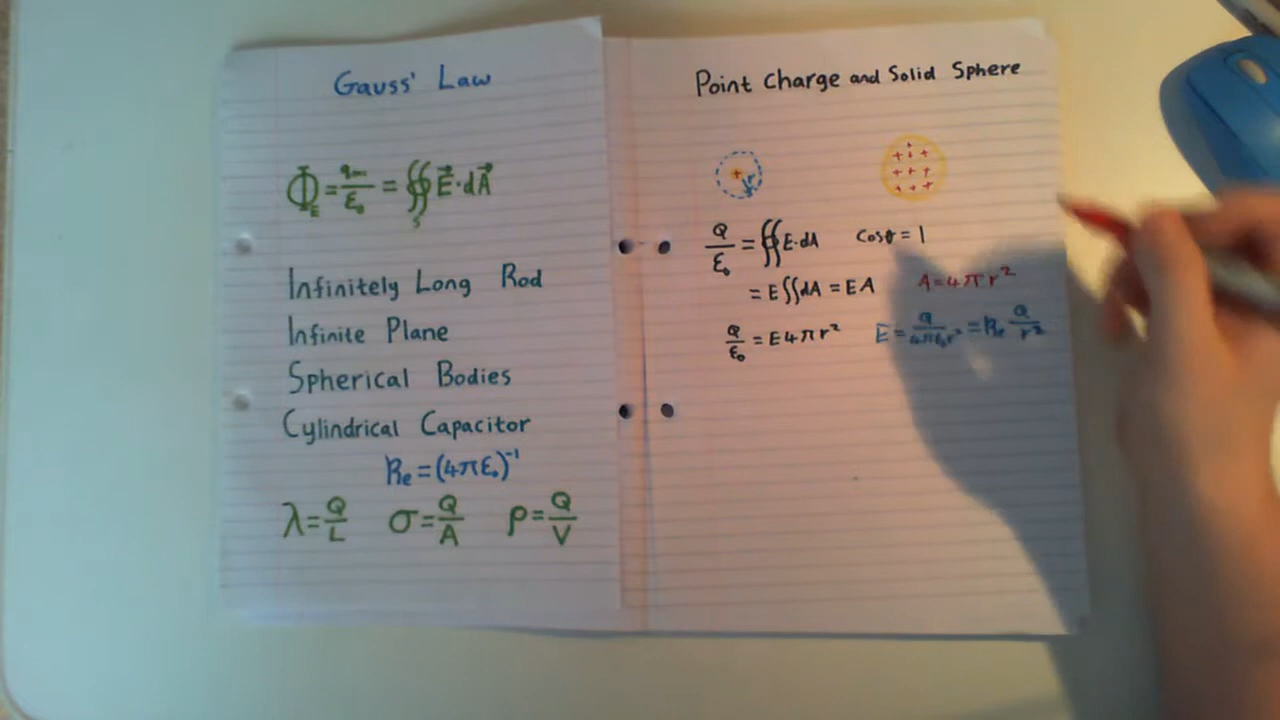 Gauss' Law
Φ_E = q_in/ε₀ = ∯_S E⃗·dA⃗
Infinitely Long Rod
Infinite Plane
Spherical Bodies
Cylindrical Capacitor
k_e = (4πε₀)⁻¹
λ = Q/L σ = Q/A ρ = Q/V
Point Charge and Solid Sphere
+ r
+ + + + + + + + +
Q/ε₀ = ∯E·dA cosθ = 1
= E∬dA = EA A = 4πr²
Q/ε₀ = E4πr² E = Q/4πε₀r² = k_e Q/r²